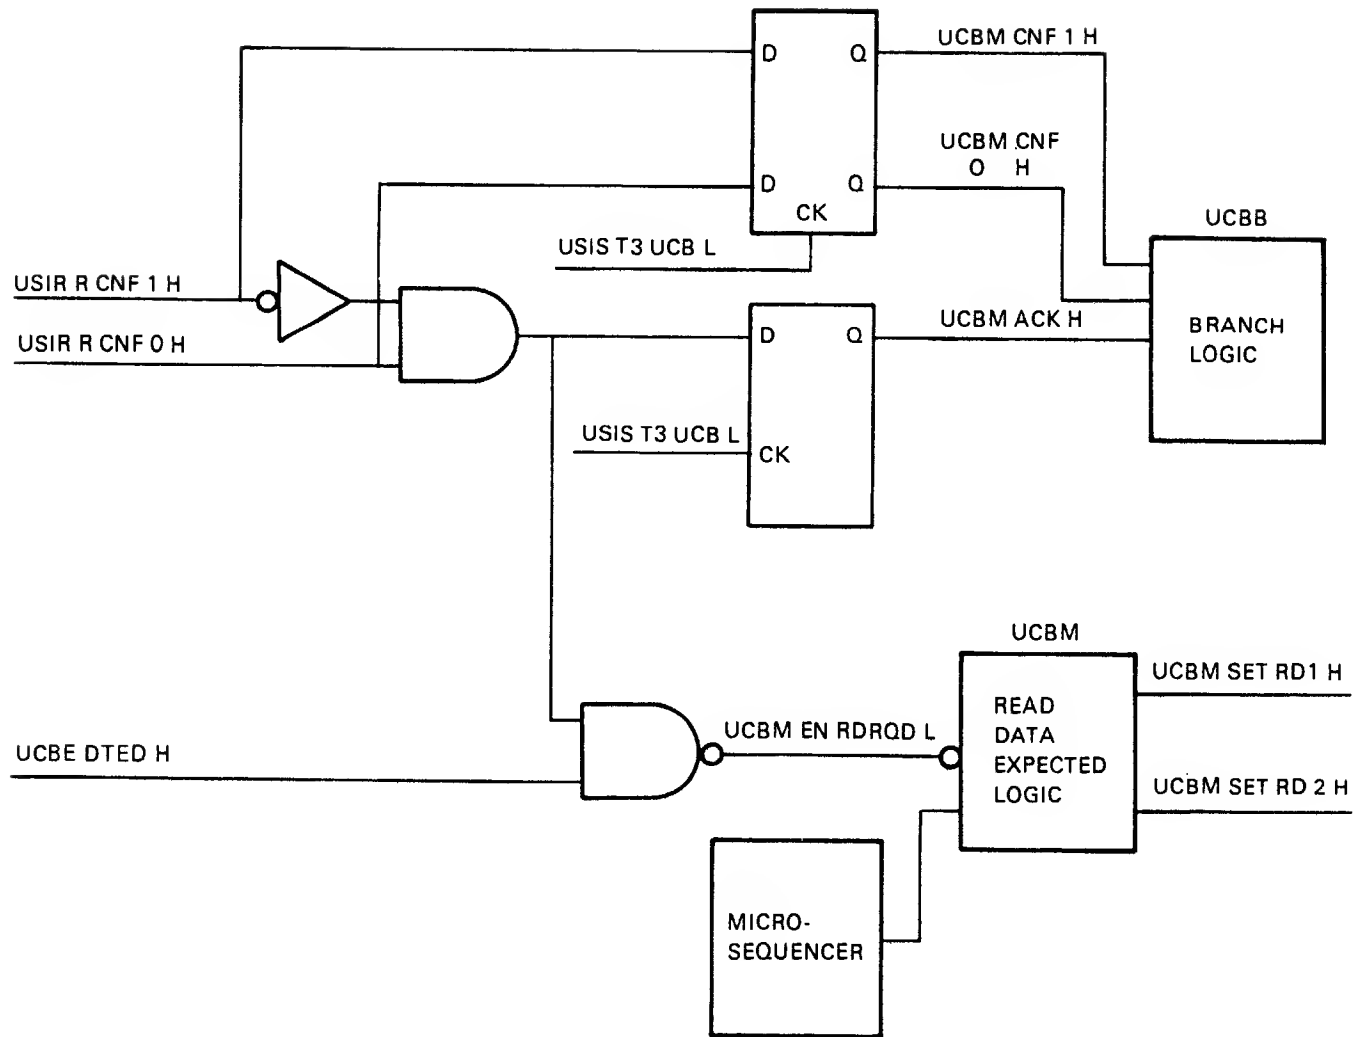 UCBM CNF 1 H
D Q
UCBM CNF
0 H
D Q
CK
UCBB
USIS T3 UCB L
USIR R CNF 1 H
UCBM ACK H
BRANCH
LOGIC
USIR R CNF 0 H
D Q
USIS T3 UCB L
CK
UCBM
UCBM SET RD1 H
READ
DATA
EXPECTED
LOGIC
UCBM EN RDRQD L
UCBE DTED H
UCBM SET RD 2 H
MICRO-
SEQUENCER